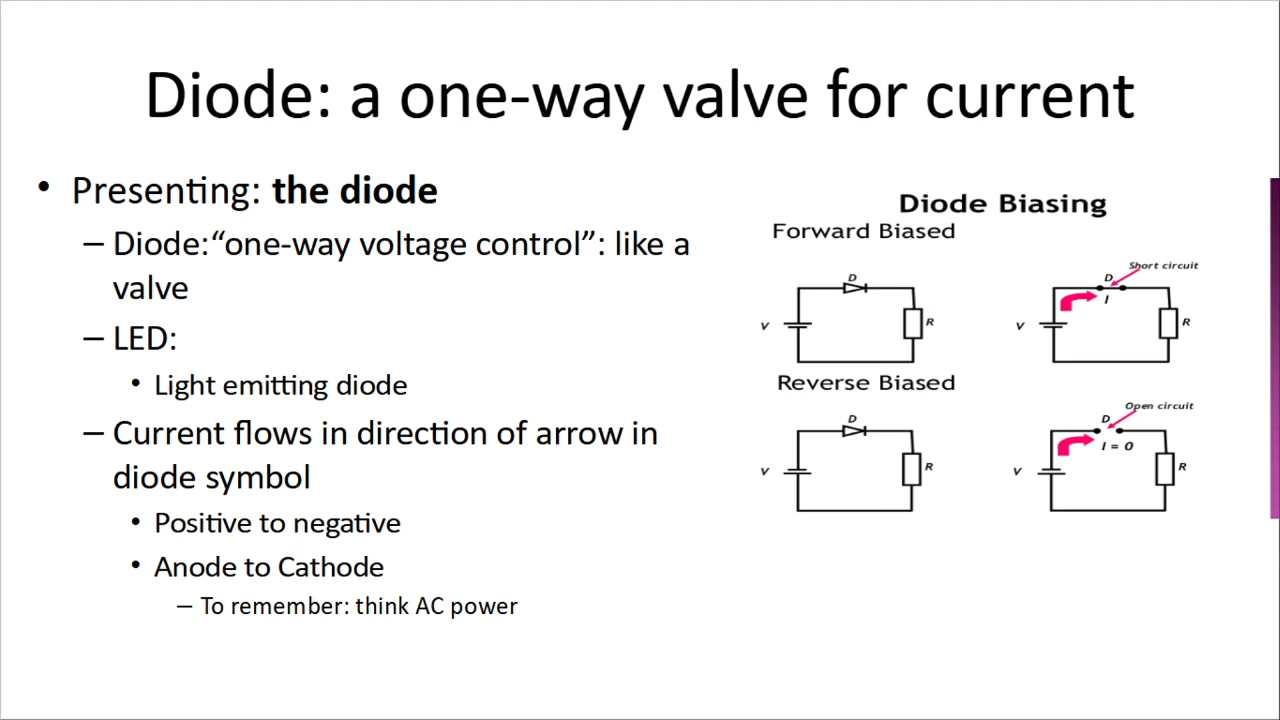 Diode: a one-way valve for current
• Presenting: the diode
– Diode:“one-way voltage control”: like a
valve
– LED:
• Light emitting diode
– Current flows in direction of arrow in
diode symbol
• Positive to negative
• Anode to Cathode
– To remember: think AC power
Diode Biasing
Forward Biased
D
V
R
Short circuit
D
I
V
R
Reverse Biased
D
V
R
Open circuit
D
I = 0
V
R